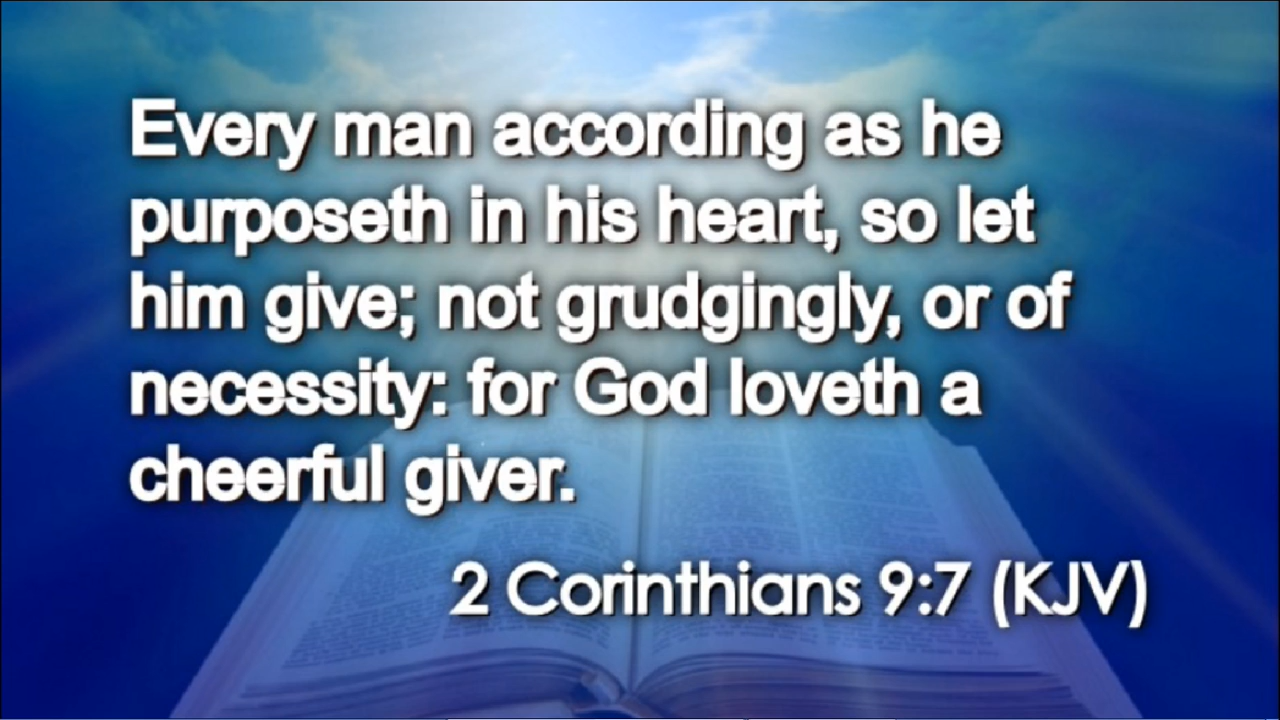 Every man according as he
purposeth in his heart, so let
him give; not grudgingly, or of
necessity: for God loveth a
cheerful giver.
2 Corinthians 9:7 (KJV)